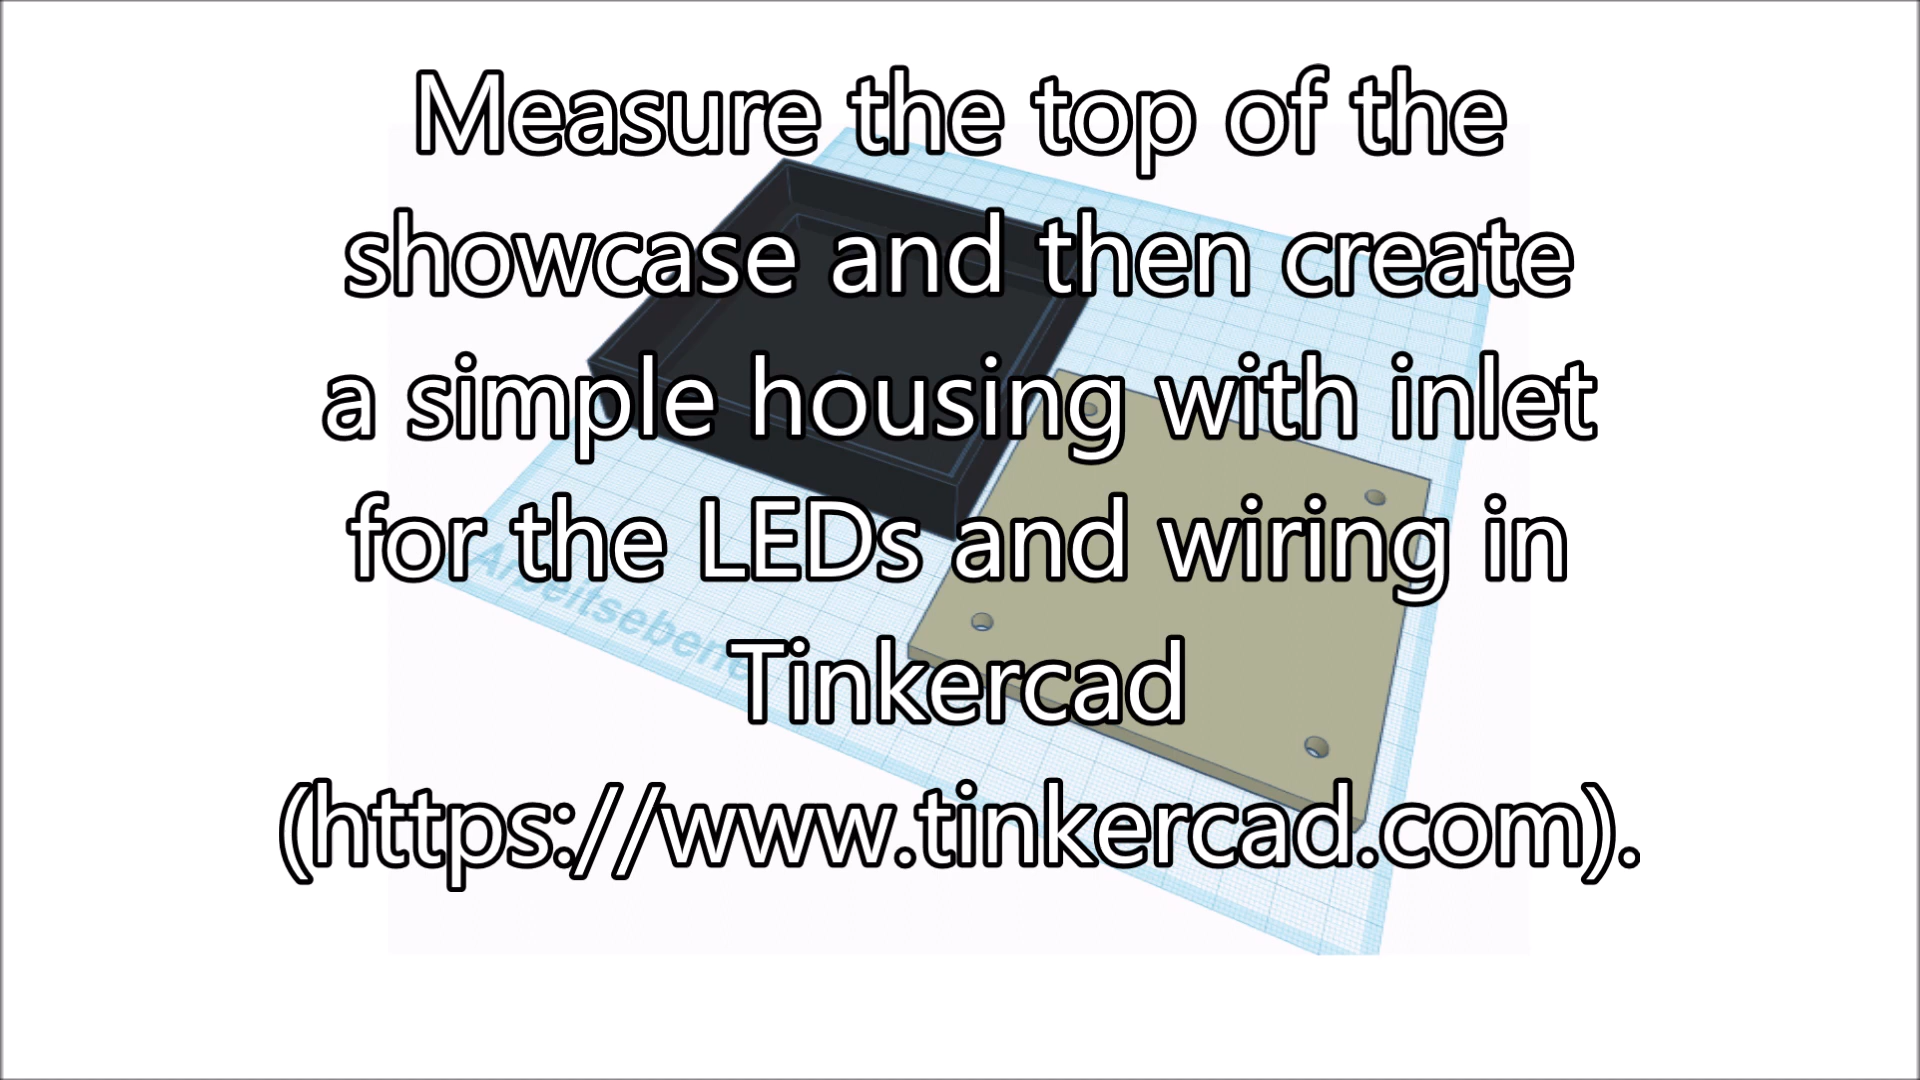 Measure the top of the
showcase and then create
a simple housing with inlet
for the LEDs and wiring in
Tinkercad
(https://www.tinkercad.com).
Arbeitsebene